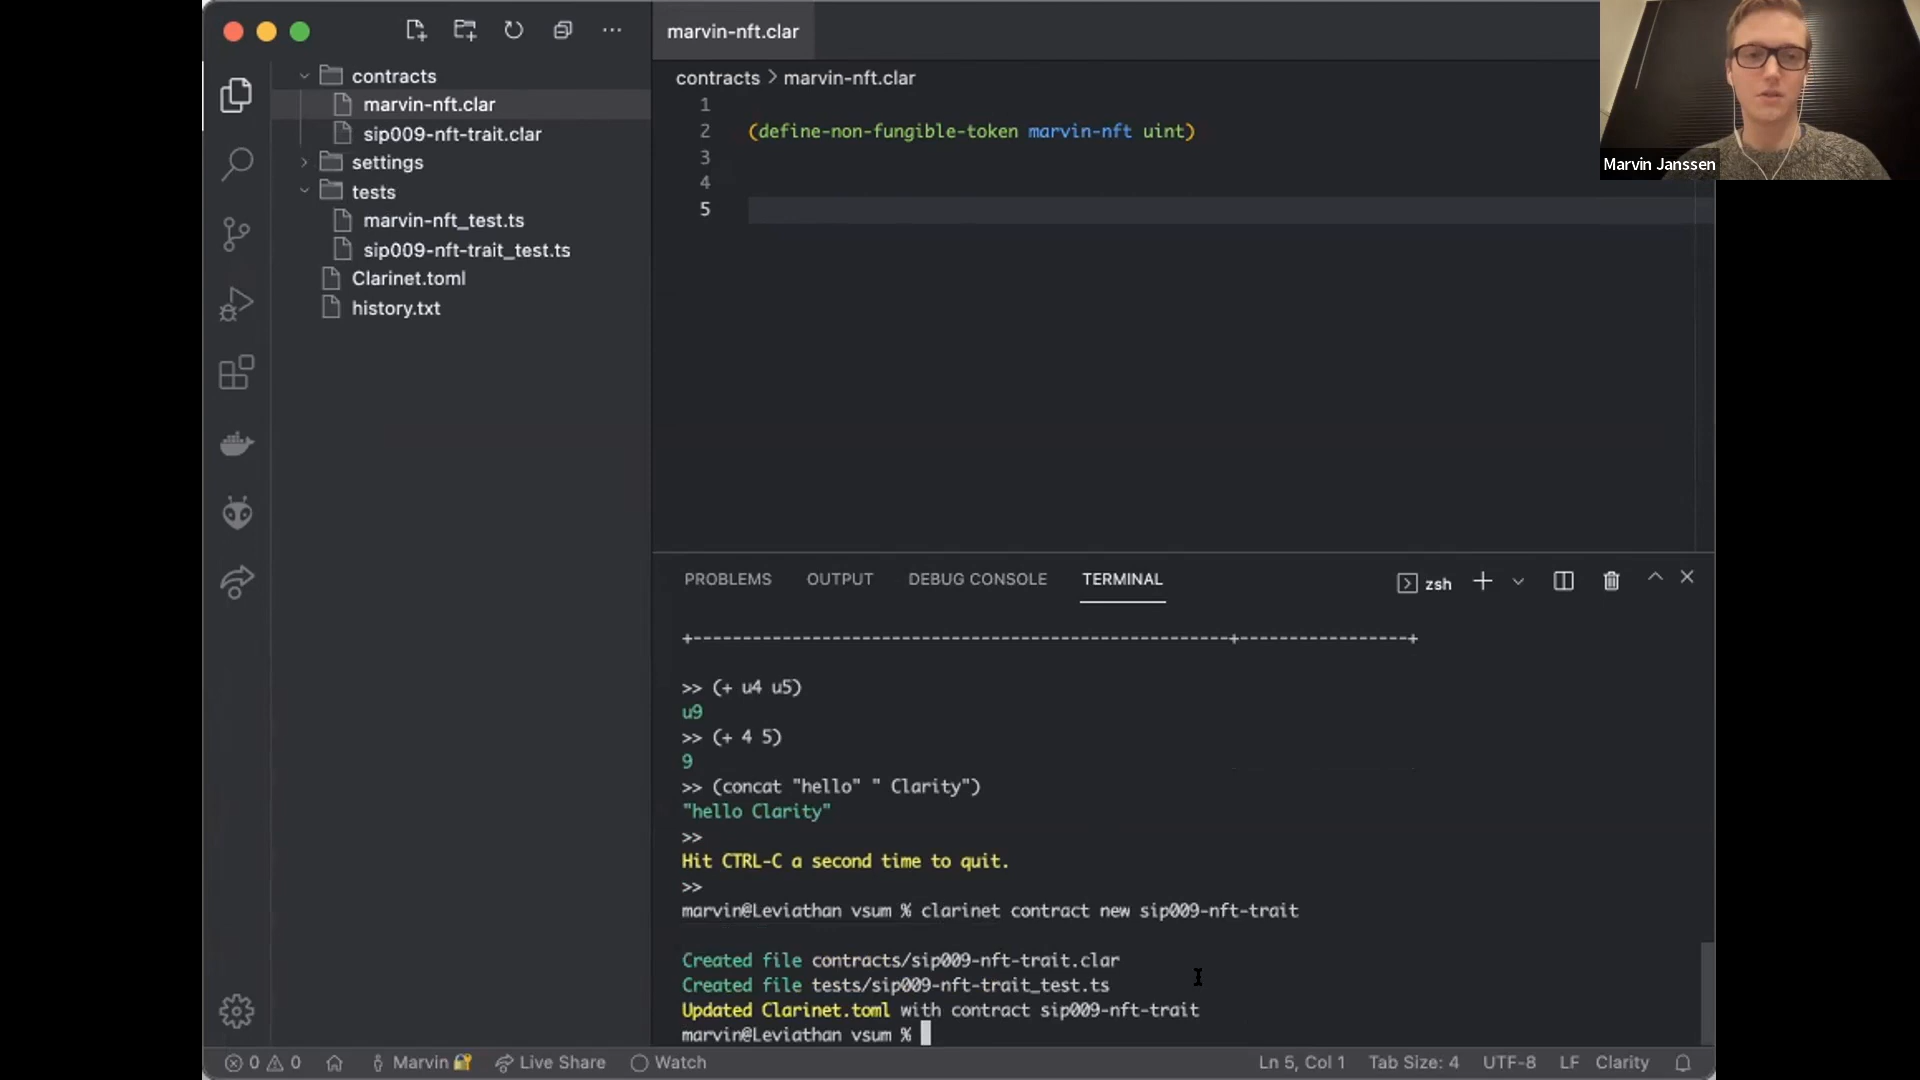 marvin-nft.clar
contracts
marvin-nft.clar
sip009-nft-trait.clar
settings
tests
marvin-nft_test.ts
sip009-nft-trait_test.ts
Clarinet.toml
history.txt
contracts > marvin-nft.clar
1
2 (define-non-fungible-token marvin-nft uint)
3
4
5
Marvin Janssen
PROBLEMS OUTPUT DEBUG CONSOLE TERMINAL
zsh
+------------------------------------------------------+-----------------+
>> (+ u4 u5)
u9
>> (+ 4 5)
9
>> (concat "hello" " Clarity")
"hello Clarity"
>>
Hit CTRL-C a second time to quit.
>>
marvin@Leviathan vsum % clarinet contract new sip009-nft-trait
Created file contracts/sip009-nft-trait.clar
Created file tests/sip009-nft-trait_test.ts
Updated Clarinet.toml with contract sip009-nft-trait
marvin@Leviathan vsum %
0 0 Marvin🔐 Live Share Watch Ln 5, Col 1 Tab Size: 4 UTF-8 LF Clarity